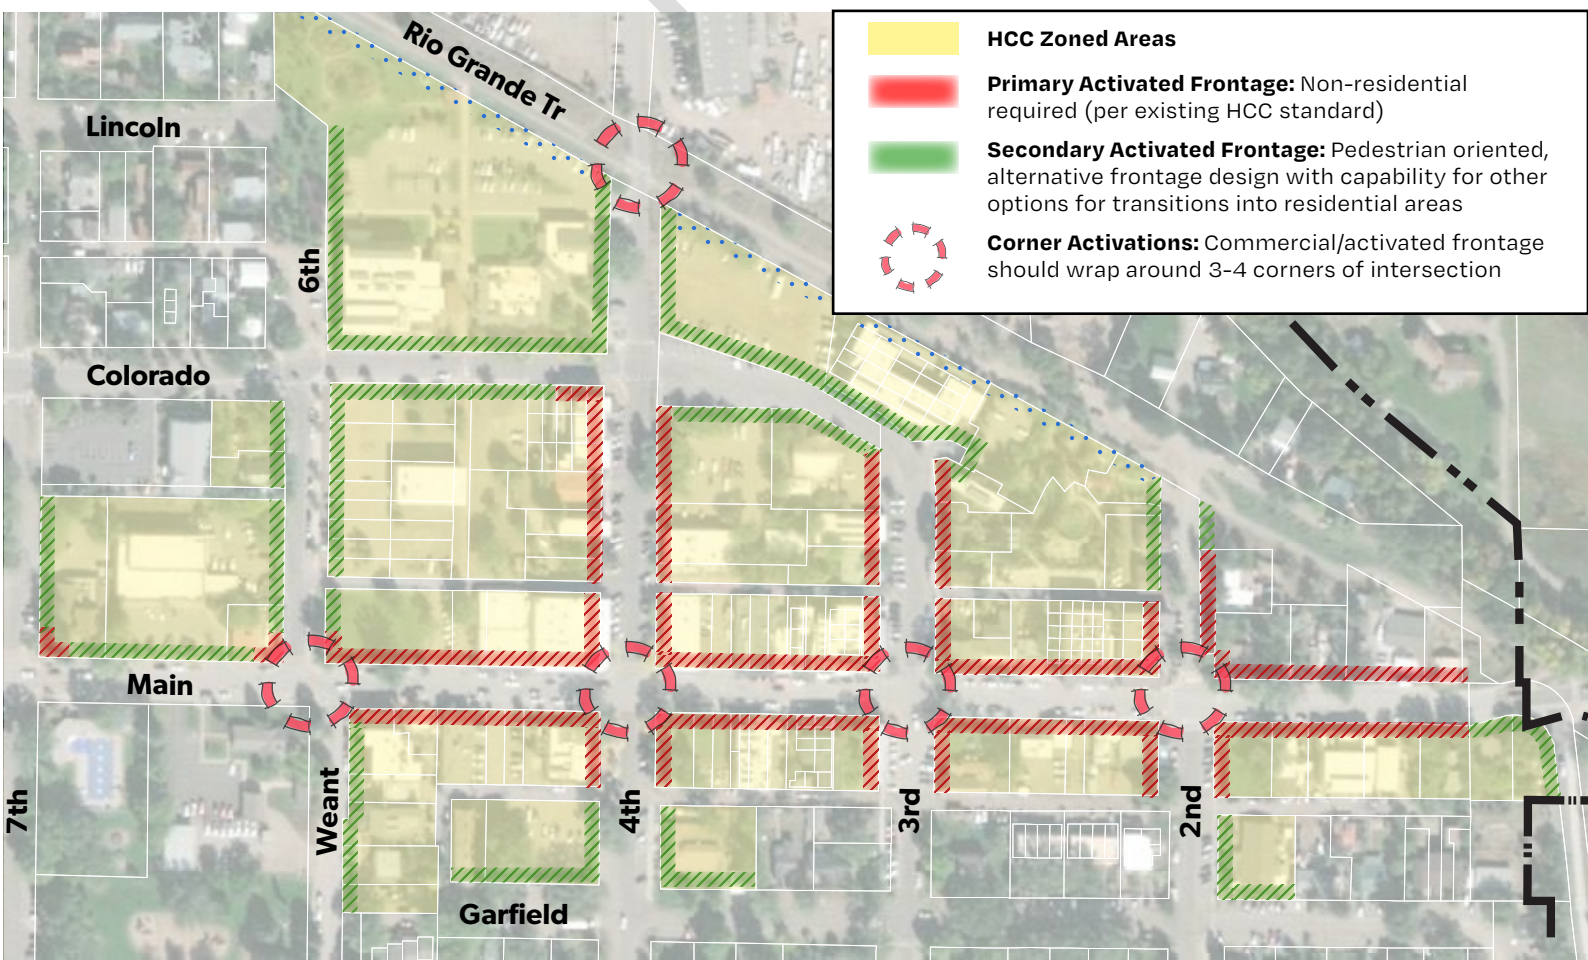 HCC Zoned Areas
Primary Activated Frontage: Non-residential
required (per existing HCC standard)
Secondary Activated Frontage: Pedestrian oriented,
alternative frontage design with capability for other
options for transitions into residential areas
Corner Activations: Commercial/activated frontage
should wrap around 3-4 corners of intersection
Rio Grande Tr
Lincoln
6th
Colorado
Main
7th
Weant
4th
3rd
2nd
Garfield